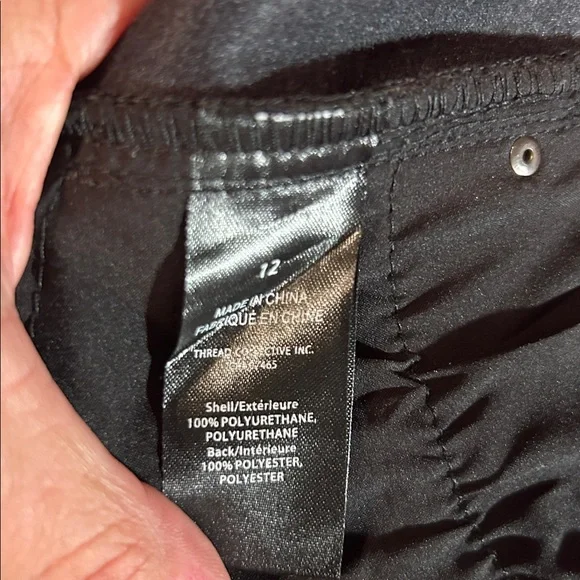 12
MADE IN CHINA
FABRIQUÉ EN CHINE
THREAD COLLECTIVE INC.
Shell/Extérieure
100% POLYURETHANE,
POLYURETHANE
Back/Intérieure
100% POLYESTER,
POLYESTER